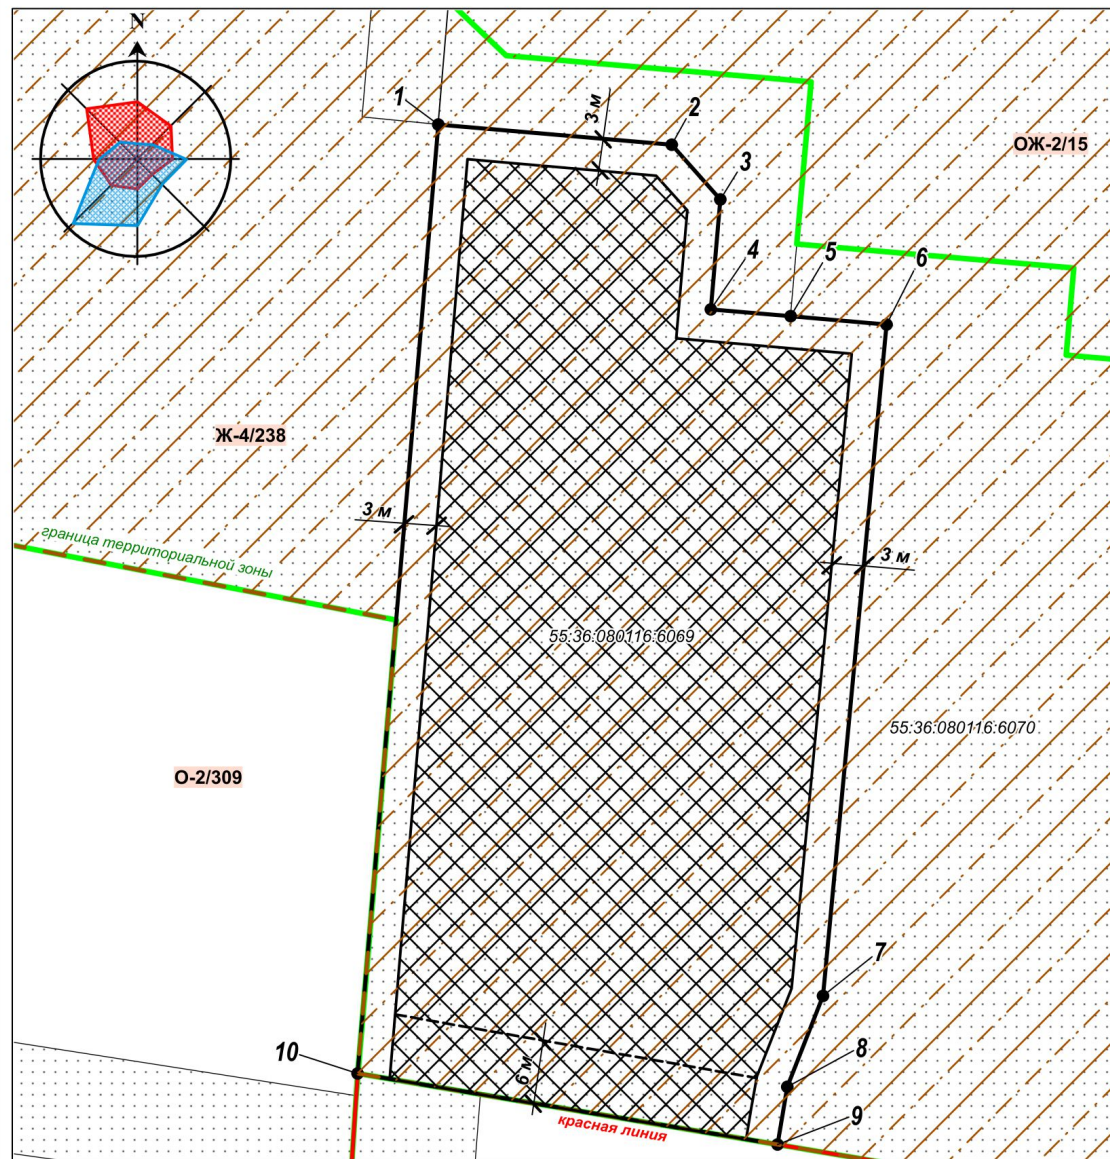 N
1
3 м
2
ОЖ-2/15
3
4
5
6
Ж-4/238
3 м
граница территориальной зоны
3 м
55:36:080116:6069
55:36:080116:6070
О-2/309
7
10
8
6 м
9
красная линия